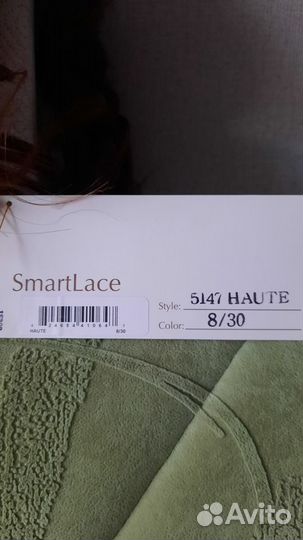 SmartLace
Style: 5147 HAUTE
Color: 8/30
HAUTE 8/30
Avito